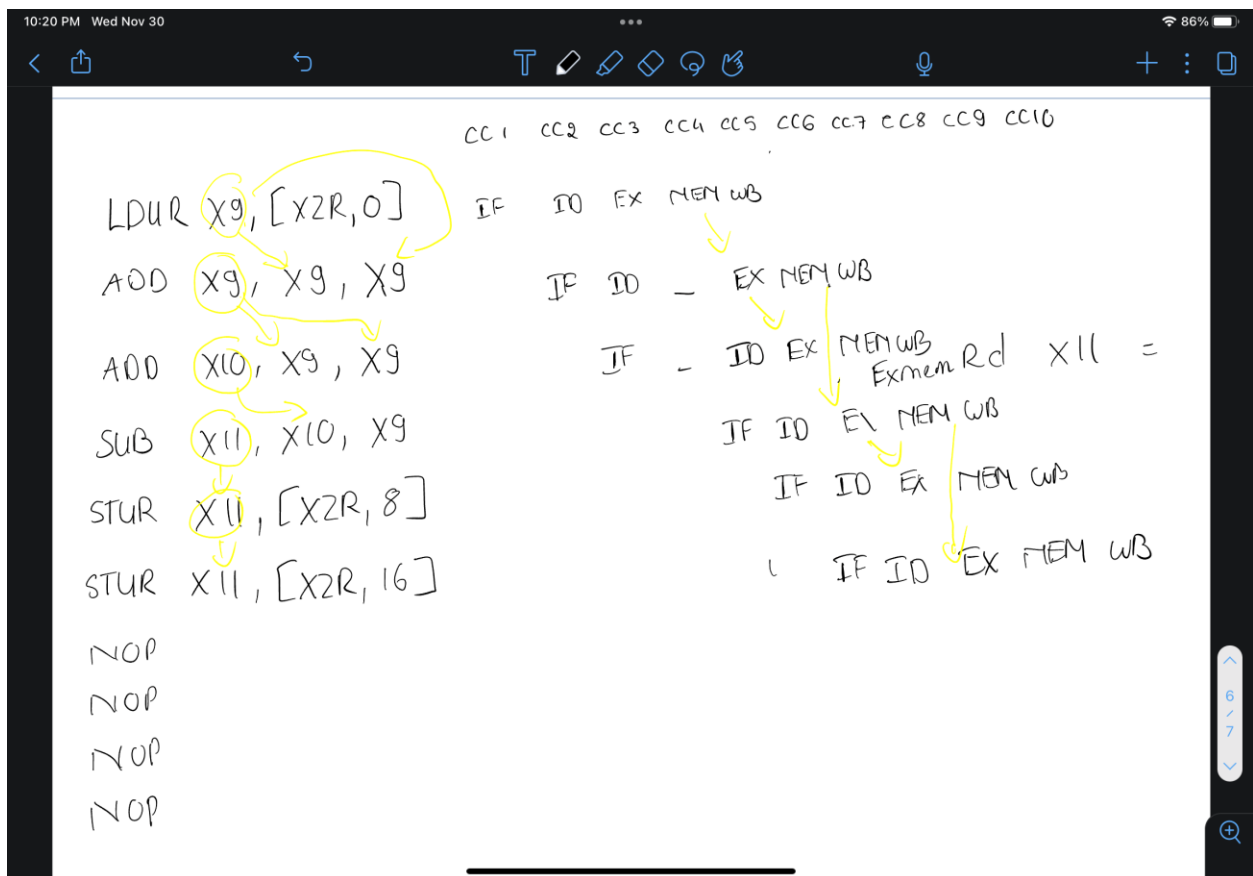 10:20 PM Wed Nov 30
86%
CC1 CC2 CC3 CC4 CC5 CC6 CC7 CC8 CC9 CC10
LDUR X9, [XZR, 0] IF ID EX MEM WB
ADD X9, X9, X9 IF ID _ EX MEM WB
ADD X10, X9, X9 IF _ ID EX MEM WB
ExmemRd X11 =
SUB X11, X10, X9 IF ID EX MEM WB
STUR X11, [XZR, 8] IF ID EX MEM WB
STUR X11, [XZR, 16] IF ID EX MEM WB
NOP
NOP
NOP
NOP
6
/
7